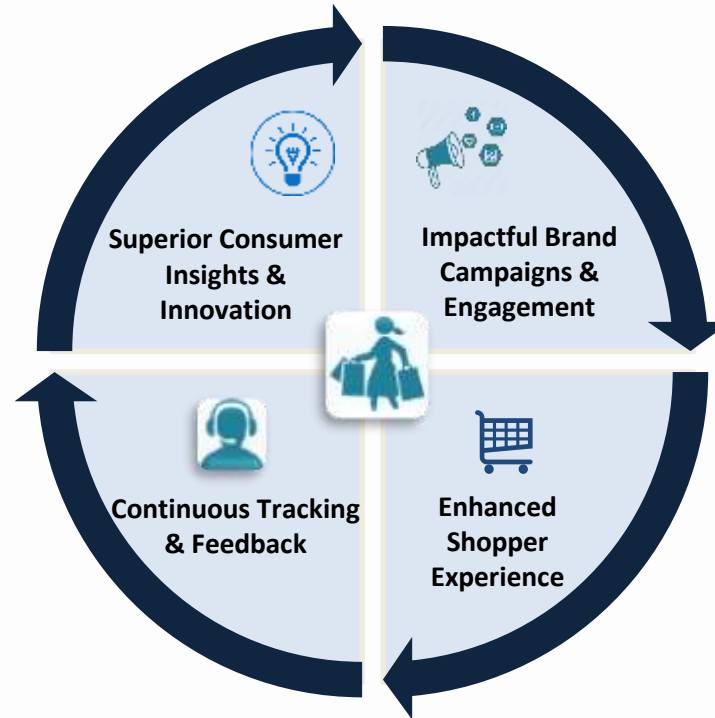 Superior Consumer
Insights &
Innovation
Impactful Brand
Campaigns &
Engagement
Continuous Tracking
& Feedback
Enhanced
Shopper
Experience